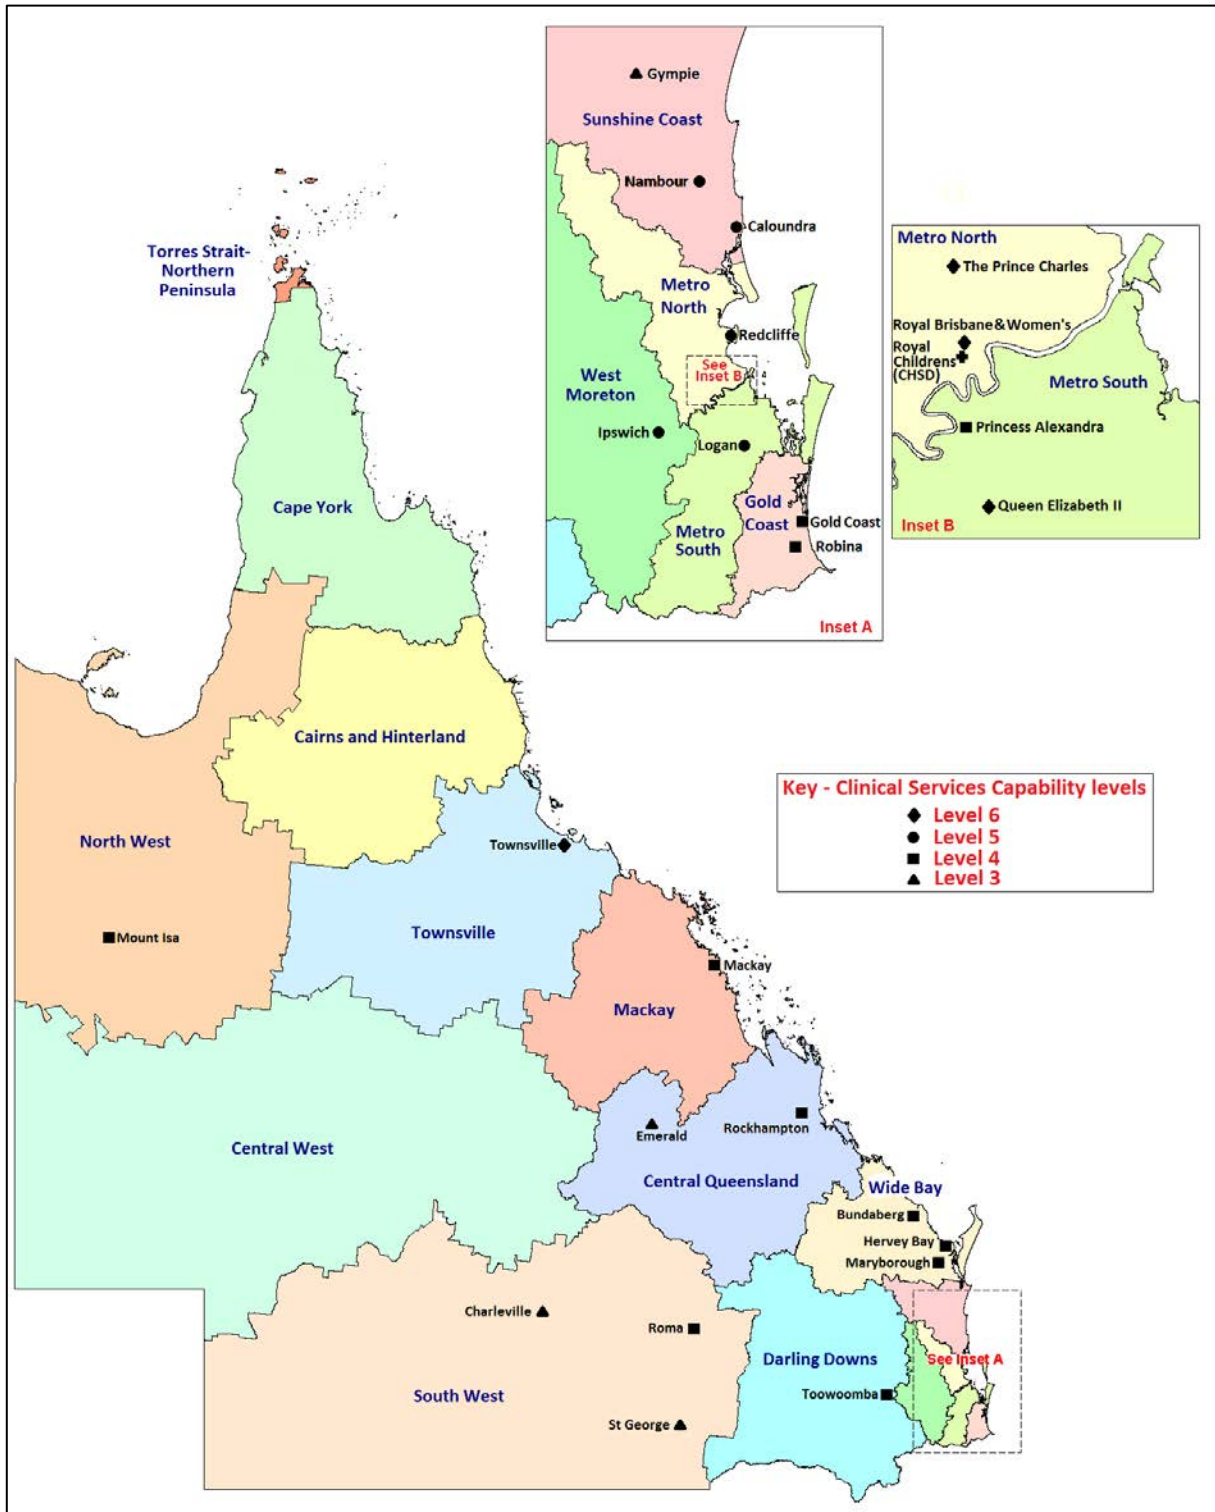 Gympie
Sunshine Coast
Nambour
Caloundra
Metro
North
Redcliffe
See
Inset B
West
Moreton
Ipswich
Logan
Gold
Coast
Gold Coast
Robina
Metro
South
Inset A
Metro North
The Prince Charles
Royal Brisbane&Women's
Royal
Childrens
(CHSD)
Metro South
Princess Alexandra
Queen Elizabeth II
Inset B
Torres Strait-
Northern
Peninsula
Cape York
Cairns and Hinterland
North West
Mount Isa
Townsville
Townsville
Key - Clinical Services Capability levels
Level 6
Level 5
Level 4
Level 3
Mackay
Mackay
Central West
Emerald
Rockhampton
Central Queensland
Wide Bay
Bundaberg
Hervey Bay
Maryborough
Charleville
Roma
South West
St George
Darling Downs
Toowoomba
See Inset A